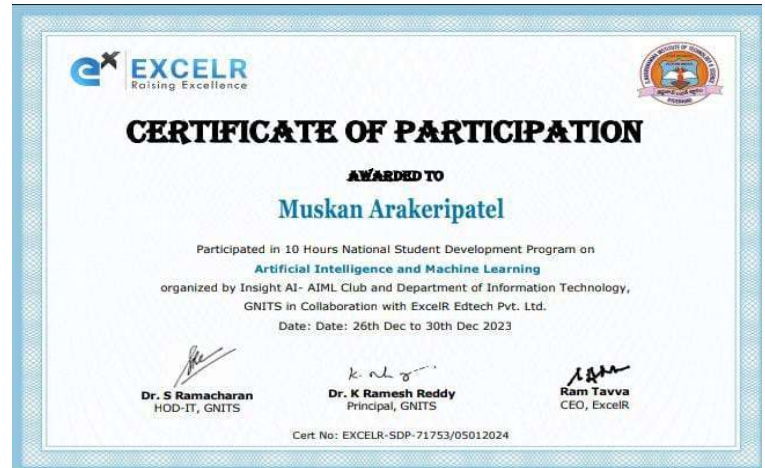 ex EXCELR
Raising Excellence
CERTIFICATE OF PARTICIPATION
AWARDED TO
Muskan Arakeripatel
Participated in 10 Hours National Student Development Program on
Artificial Intelligence and Machine Learning
organized by Insight AI- AIML Club and Department of Information Technology,
GNITS in Collaboration with ExcelR Edtech Pvt. Ltd.
Date: Date: 26th Dec to 30th Dec 2023
Dr. S Ramacharan
HOD-IT, GNITS
Dr. K Ramesh Reddy
Principal, GNITS
Ram Tavva
CEO, ExcelR
Cert No: EXCELR-SDP-71753/05012024